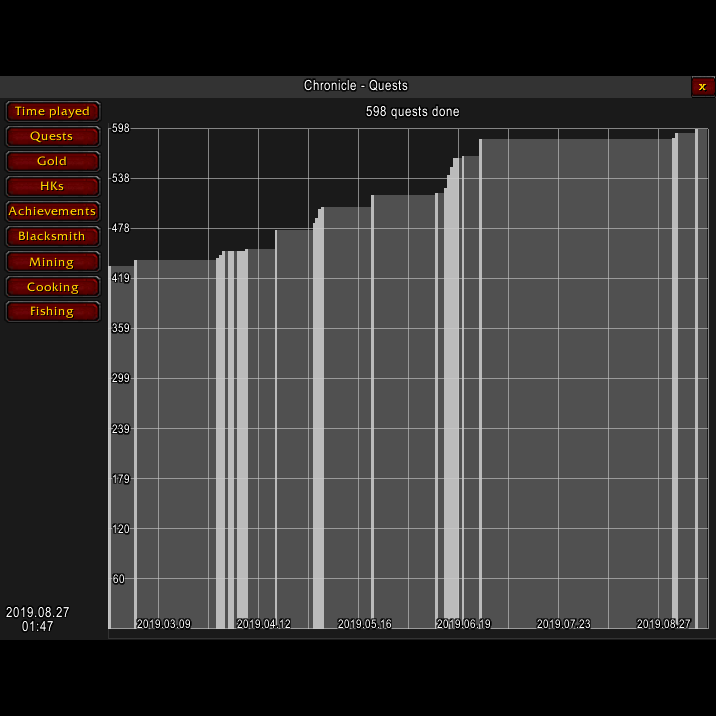 Chronicle - Quests
x
598 quests done
Time played
Quests
Gold
HKs
Achievements
Blacksmith
Mining
Cooking
Fishing
598
538
478
419
359
299
239
179
120
60
2019.03.09
2019.04.12
2019.05.16
2019.06.19
2019.07.23
2019.08.27
2019.08.27
01:47